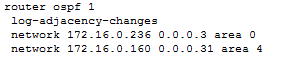 router ospf 1
log-adjacency-changes
network 172.16.0.236 0.0.0.3 area 0
network 172.16.0.160 0.0.0.31 area 4